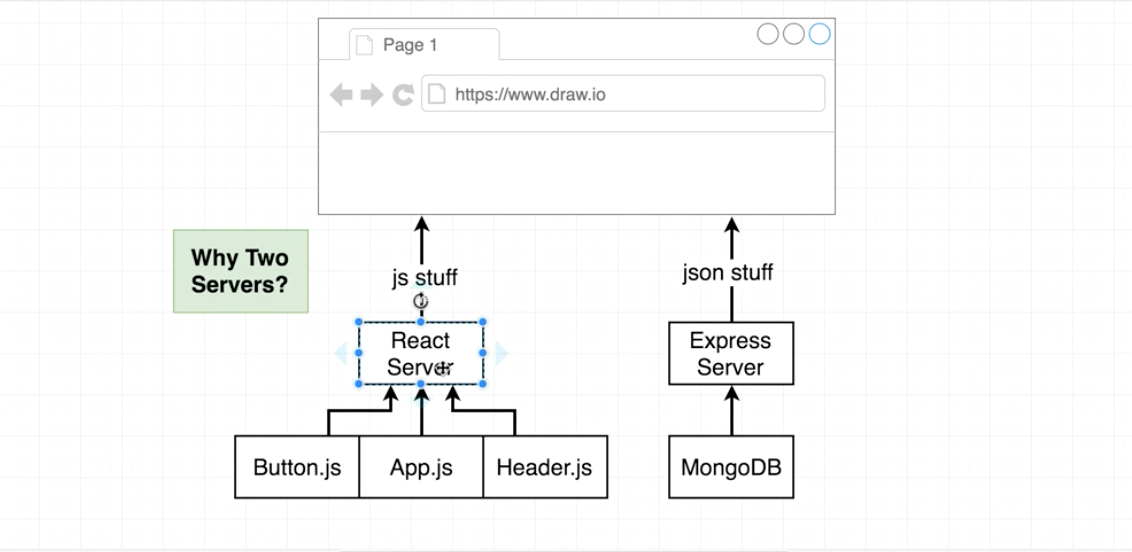 Page 1
https://www.draw.io
Why Two
Servers?
js stuff
json stuff
React
Server
Express
Server
Button.js
App.js
Header.js
MongoDB